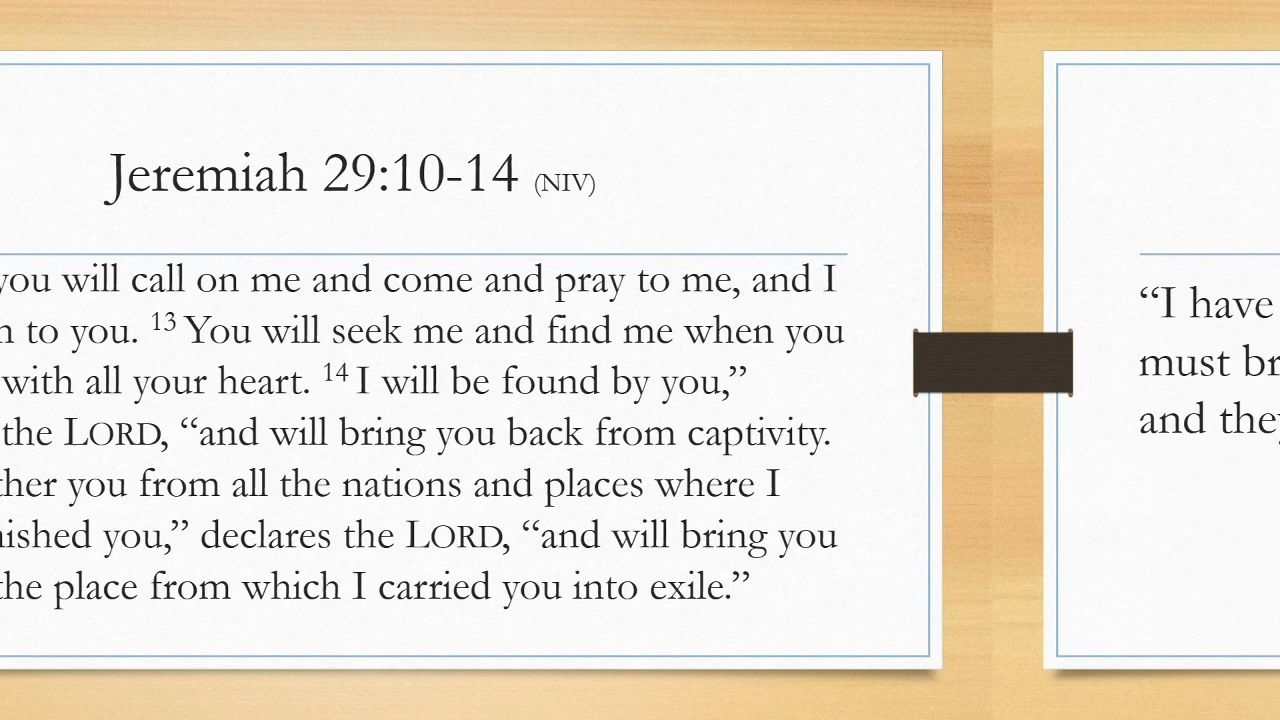 Jeremiah 29:10-14 (NIV)
you will call on me and come and pray to me, and I
to you. 13 You will seek me and find me when you
with all your heart. 14 I will be found by you,”
the LORD, “and will bring you back from captivity.
you from all the nations and places where I
you,” declares the LORD, “and will bring you
the place from which I carried you into exile.”
“I have
must
and